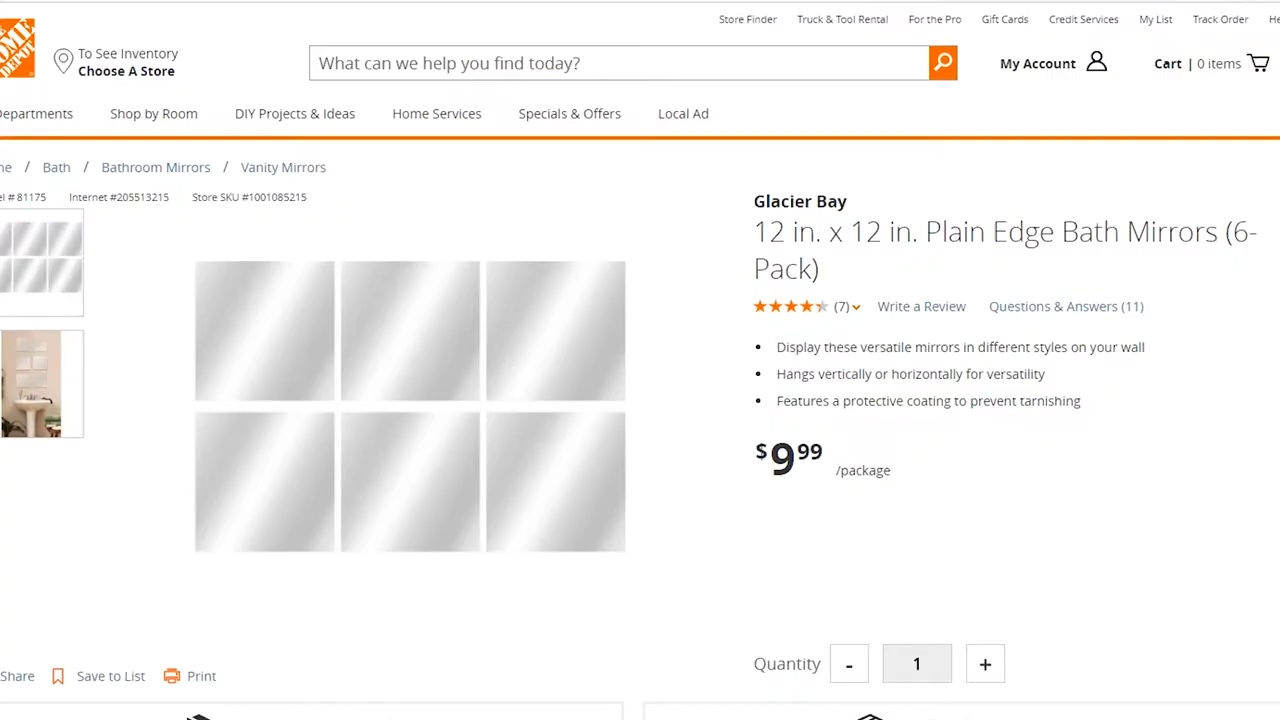 Store Finder Truck & Tool Rental For the Pro Gift Cards Credit Services My List Track Order
THE HOME DEPOT
To See Inventory
Choose A Store
What can we help you find today?
My Account
Cart | 0 items
Departments Shop by Room DIY Projects & Ideas Home Services Specials & Offers Local Ad
/ Bath / Bathroom Mirrors / Vanity Mirrors
# 81175 Internet #205513215 Store SKU #1001085215
Glacier Bay
12 in. x 12 in. Plain Edge Bath Mirrors (6-
Pack)
(7) Write a Review Questions & Answers (11)
• Display these versatile mirrors in different styles on your wall
• Hangs vertically or horizontally for versatility
• Features a protective coating to prevent tarnishing
$9 99 /package
Quantity - 1 +
Share Save to List Print